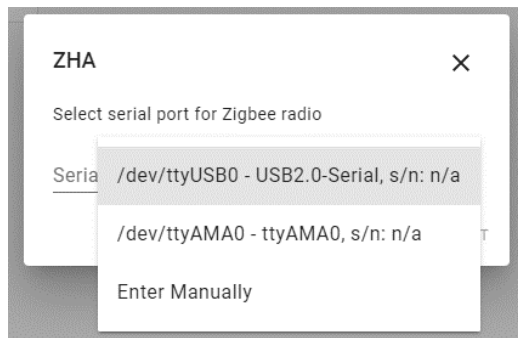 ZHA
Select serial port for Zigbee radio
Seria
/dev/ttyUSB0 - USB2.0-Serial, s/n: n/a
/dev/ttyAMA0 - ttyAMA0, s/n: n/a
T
Enter Manually